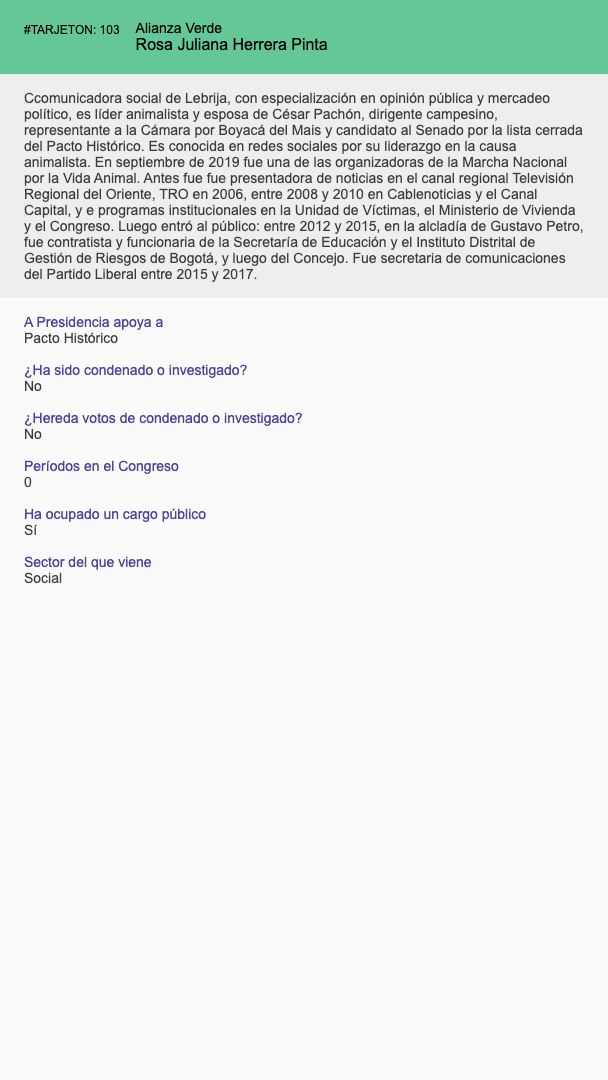 #TARJETON: 103
Alianza Verde
Rosa Juliana Herrera Pinta
Ccomunicadora social de Lebrija, con especialización en opinión pública y mercadeo
político, es líder animalista y esposa de César Pachón, dirigente campesino,
representante a la Cámara por Boyacá del Mais y candidato al Senado por la lista cerrada
del Pacto Histórico. Es conocida en redes sociales por su liderazgo en la causa
animalista. En septiembre de 2019 fue una de las organizadoras de la Marcha Nacional
por la Vida Animal. Antes fue fue presentadora de noticias en el canal regional Televisión
Regional del Oriente, TRO en 2006, entre 2008 y 2010 en Cablenoticias y el Canal
Capital, y e programas institucionales en la Unidad de Víctimas, el Ministerio de Vivienda
y el Congreso. Luego entró al público: entre 2012 y 2015, en la alcladía de Gustavo Petro,
fue contratista y funcionaria de la Secretaría de Educación y el Instituto Distrital de
Gestión de Riesgos de Bogotá, y luego del Concejo. Fue secretaria de comunicaciones
del Partido Liberal entre 2015 y 2017.
A Presidencia apoya a
Pacto Histórico
¿Ha sido condenado o investigado?
No
¿Hereda votos de condenado o investigado?
No
Períodos en el Congreso
0
Ha ocupado un cargo público
Sí
Sector del que viene
Social